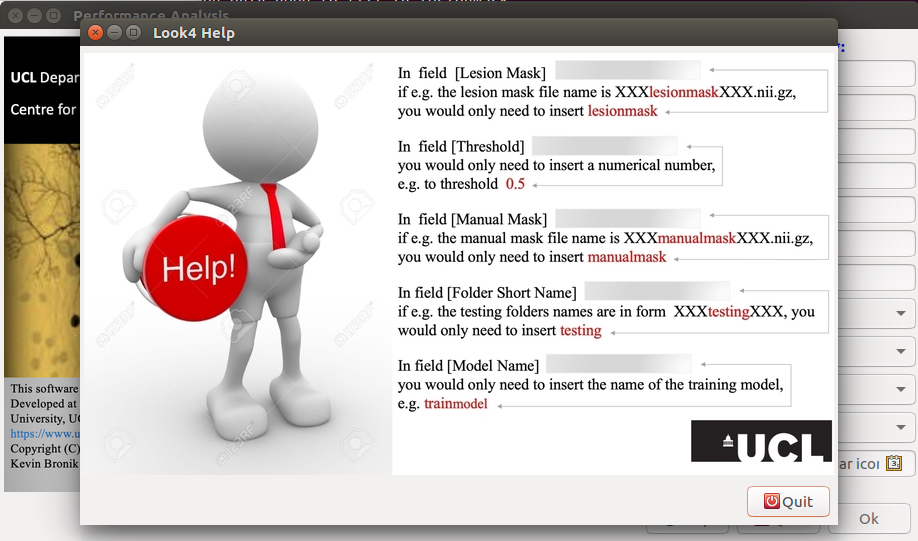 Performance Analysis
Look4 Help
UCL Depar
Centre for
In field [Lesion Mask]
if e.g. the lesion mask file name is XXXlesionmaskXXX.nii.gz,
you would only need to insert lesionmask
In field [Threshold]
you would only need to insert a numerical number,
e.g. to threshold 0.5
In field [Manual Mask]
if e.g. the manual mask file name is XXXmanualmaskXXX.nii.gz,
you would only need to insert manualmask
In field [Folder Short Name]
if e.g. the testing folders names are in form XXXtestingXXX, you
would only need to insert testing
In field [Model Name]
you would only need to insert the name of the training model,
e.g. trainmodel
Help!
123RF
UCL
This software
Developed at
University, UC
https://www.u
Copyright (C)
Kevin Bronik
ar icon
Quit
Ok